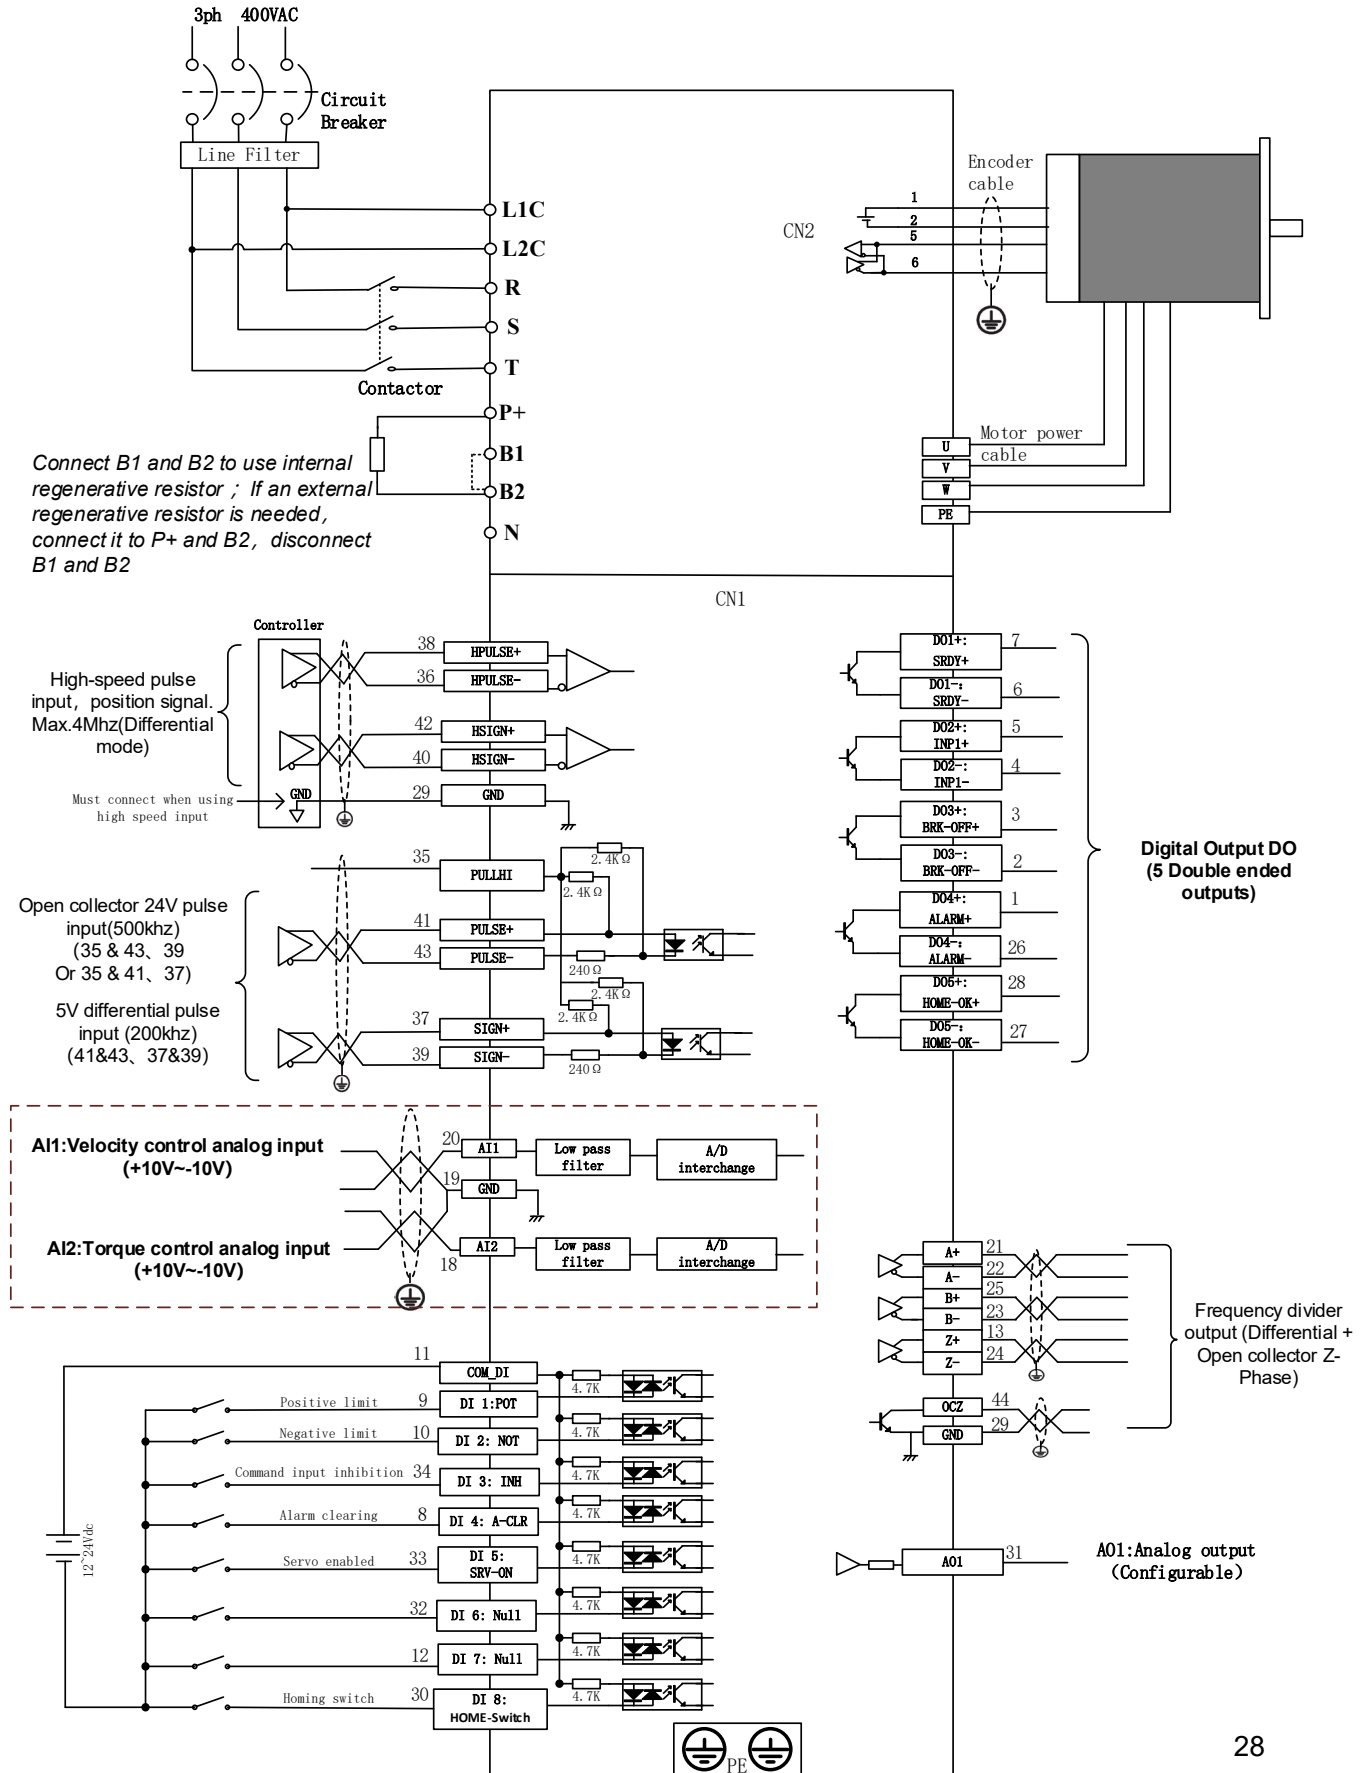 3ph 400VAC
Circuit
Breaker
Line Filter
L1C
L2C
R
S
T
Contactor
P+
B1
B2
N
Connect B1 and B2 to use internal
regenerative resistor ; If an external
regenerative resistor is needed,
connect it to P+ and B2, disconnect
B1 and B2
Encoder
cable
CN2
1
2
5
6
Motor power
cable
U
V
W
PE
CN1
Controller
High-speed pulse
input, position signal.
Max.4Mhz(Differential
mode)
38 HPULSE+
36 HPULSE-
42 HSIGN+
40 HSIGN-
29 GND
GND
Must connect when using
high speed input
35 PULLHI
2.4KΩ
2.4KΩ
Open collector 24V pulse
input(500khz)
(35 & 43、39
Or 35 & 41、37)
5V differential pulse
input (200khz)
(41&43、37&39)
41 PULSE+
43 PULSE-
240Ω
2.4KΩ
2.4KΩ
37 SIGN+
39 SIGN-
240Ω
AI1:Velocity control analog input
(+10V~-10V)
20 AI1
Low pass
filter
A/D
interchange
19 GND
AI2:Torque control analog input
(+10V~-10V)
18 AI2
Low pass
filter
A/D
interchange
11 COM_DI
4.7K
Positive limit 9 DI 1:POT
4.7K
Negative limit 10 DI 2: NOT
4.7K
Command input inhibition 34 DI 3: INH
4.7K
Alarm clearing 8 DI 4: A-CLR
4.7K
Servo enabled 33 DI 5:
SRV-ON
4.7K
32 DI 6: Null
4.7K
12 DI 7: Null
4.7K
Homing switch 30 DI 8:
HOME-Switch
12~24Vdc
DO1+:
SRDY+
7
DO1-:
SRDY-
6
DO2+:
INP1+
5
DO2-:
INP1-
4
DO3+:
BRK-OFF+
3
DO3-:
BRK-OFF-
2
DO4+:
ALARM+
1
DO4-:
ALARM-
26
DO5+:
HOME-OK+
28
DO5-:
HOME-OK-
27
Digital Output DO
(5 Double ended
outputs)
A+ 21
A- 22
B+ 25
B- 23
Z+ 13
Z- 24
OCZ 44
GND 29
Frequency divider
output (Differential +
Open collector Z-
Phase)
AO1 31
AO1:Analog output
(Configurable)
PE
28